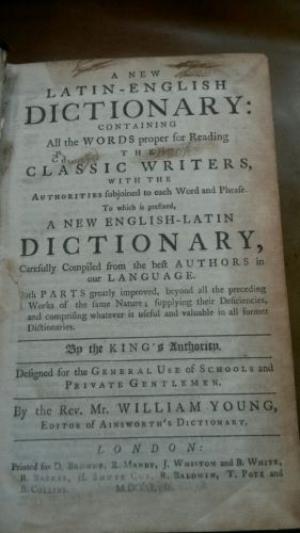 A NEW
LATIN-ENGLISH
DICTIONARY:
CONTAINING
All the WORDS proper for Reading
THE
CLASSIC WRITERS,
WITH THE
AUTHORITIES subjoined to each Word and Phrase.
To which is prefixed,
A NEW ENGLISH-LATIN
DICTIONARY,
Carefully Compiled from the best AUTHORS in
our LANGUAGE.
Both PARTS greatly improved, beyond all the preceding
Works of the same Nature; supplying their Deficiencies,
and comprising whatever is useful and valuable in all former
Dictionaries.
By the KING's Authority.
Designed for the GENERAL USE of SCHOOLS and
PRIVATE GENTLEMEN.
By the Rev. Mr. WILLIAM YOUNG,
EDITOR of AINSWORTH'S DICTIONARY.
LONDON:
Printed for D. BROWNE, R. MANBY, J. WHISTON and B. WHITE,
R. BALDWIN, T. POTE and
B. COLLINS.